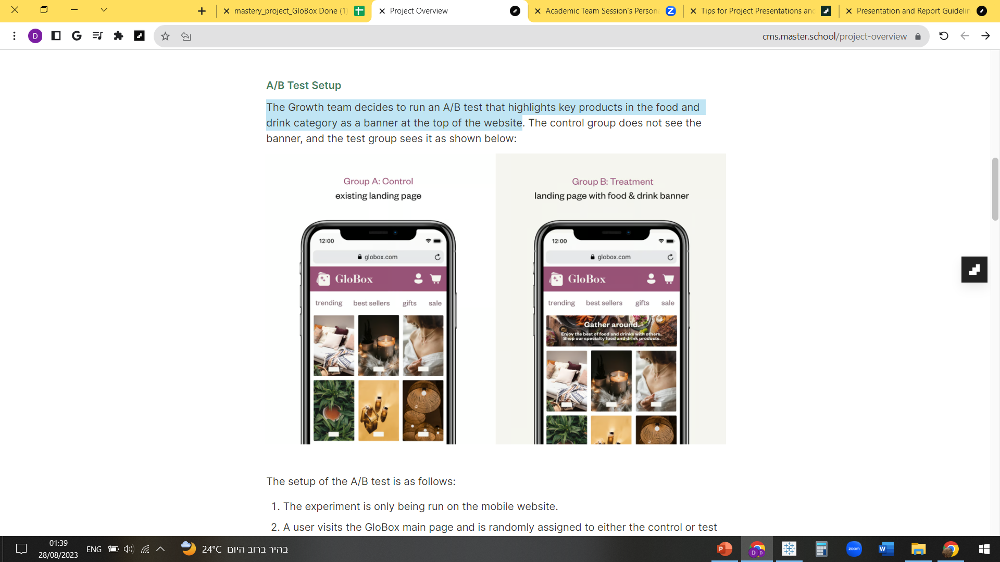 mastery_project_GloBox Done (1)
Project Overview
Academic Team Session's Person
Tips for Project Presentations and
Presentation and Report Guidelin
D
cms.master.school/project-overview
A/B Test Setup
The Growth team decides to run an A/B test that highlights key products in the food and
drink category as a banner at the top of the website. The control group does not see the
banner, and the test group sees it as shown below:
Group A: Control
existing landing page
12:00
globox.com
GloBox
trending best sellers gifts sale
Group B: Treatment
landing page with food & drink banner
12:00
globox.com
GloBox
trending best sellers gifts sale
Gather around.
Enjoy the best of food and drinks with others.
Shop our specialty food and drink products.
The setup of the A/B test is as follows:
1. The experiment is only being run on the mobile website.
2. A user visits the GloBox main page and is randomly assigned to either the control or test
01:39
28/08/2023
ENG
24°C בהיר ברוב היום
P
D D
zoom
W